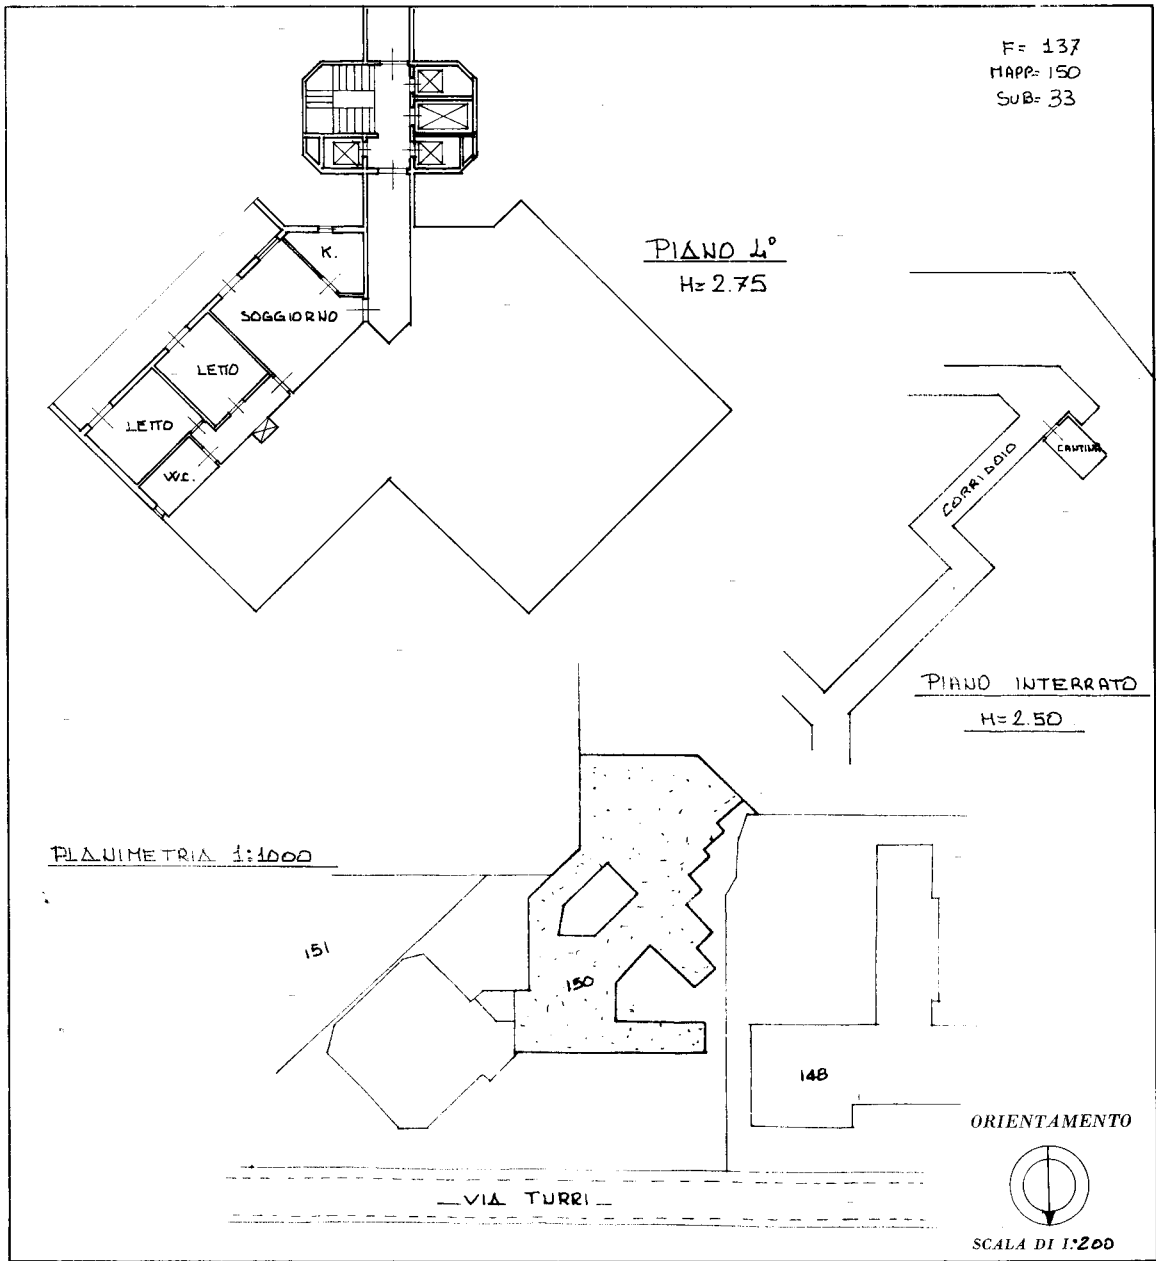 F= 137
MAPP= 150
SUB= 33
PIANO 4°
H= 2.75
K.
SOGGIORNO
LETTO
LETTO
W.C.
CORRIDOIO
CANTINA
PIANO INTERRATO
H= 2.50
PLANIMETRIA 1:1000
151
150
148
VIA TURRI
ORIENTAMENTO
SCALA DI 1:200